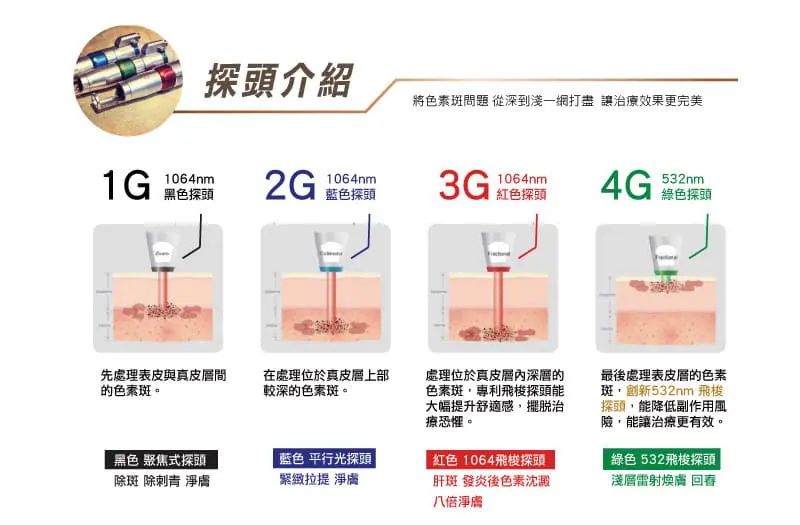 探頭介紹
將色素斑問題 從深到淺一網打盡 讓治療效果更完美
1G 1064nm
黑色探頭
2G 1064nm
藍色探頭
3G 1064nm
紅色探頭
4G 532nm
綠色探頭
Zoom
Collimator
Fractional
Fractional
先處理表皮與真皮層間
的色素斑。
在處理位於真皮層上部
較深的色素斑。
處理位於真皮層內深層的
色素斑，專利飛梭探頭能
大幅提升舒適感，擺脫治
療恐懼。
最後處理表皮層的色素
斑，創新532nm 飛梭
探頭，能降低副作用風
險，能讓治療更有效。
黑色 聚焦式探頭
除斑 除刺青 淨膚
藍色 平行光探頭
緊緻拉提 淨膚
紅色 1064飛梭探頭
肝斑 發炎後色素沈澱
八倍淨膚
綠色 532飛梭探頭
淺層雷射煥膚 回春